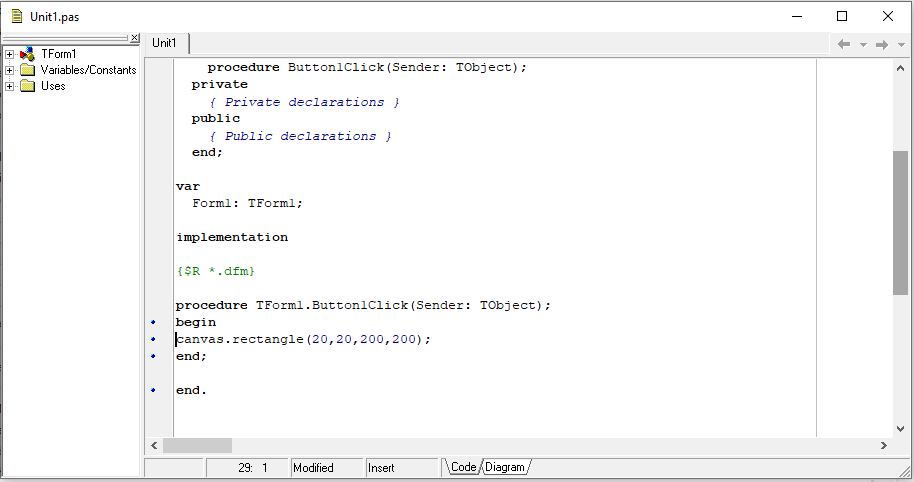 Unit1.pas
TForm1
Variables/Constants
Uses
Unit1
procedure Button1Click(Sender: TObject);
private
{ Private declarations }
public
{ Public declarations }
end;
var
Form1: TForm1;
implementation
{$R *.dfm}
procedure TForm1.Button1Click(Sender: TObject);
begin
canvas.rectangle(20,20,200,200);
end;
end.
29: 1
Modified
Insert
Code
Diagram